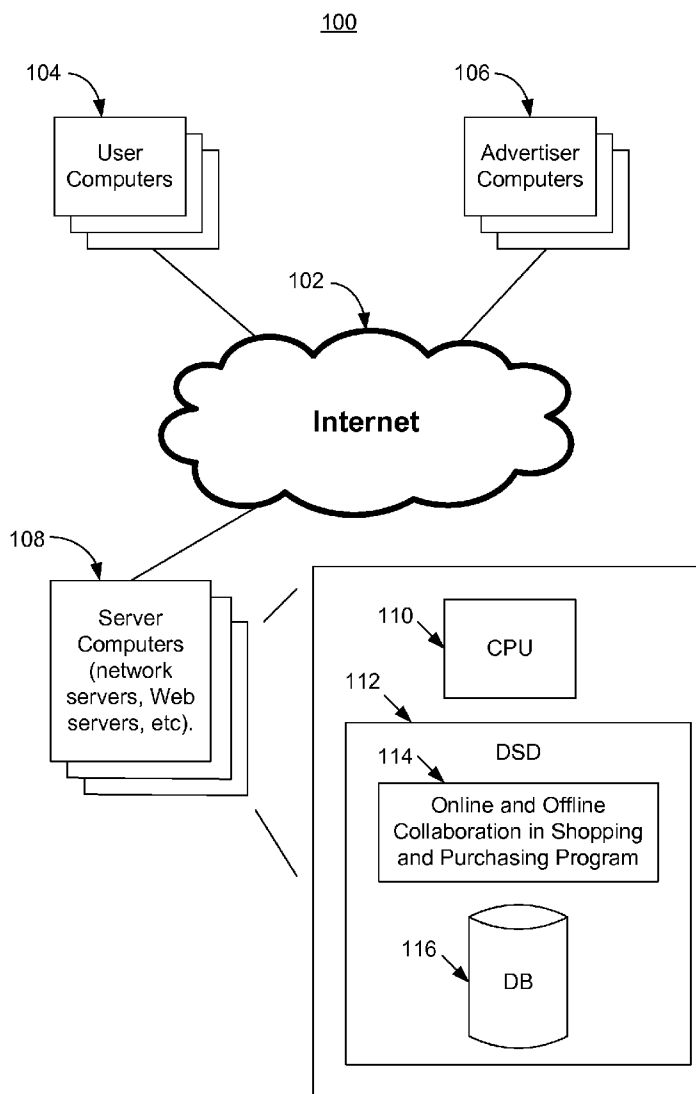 100
104
106
User
Computers
Advertiser
Computers
102
Internet
108
Server
Computers
(network
servers, Web
servers, etc).
110
CPU
112
DSD
114
Online and Offline
Collaboration in Shopping
and Purchasing Program
116
DB